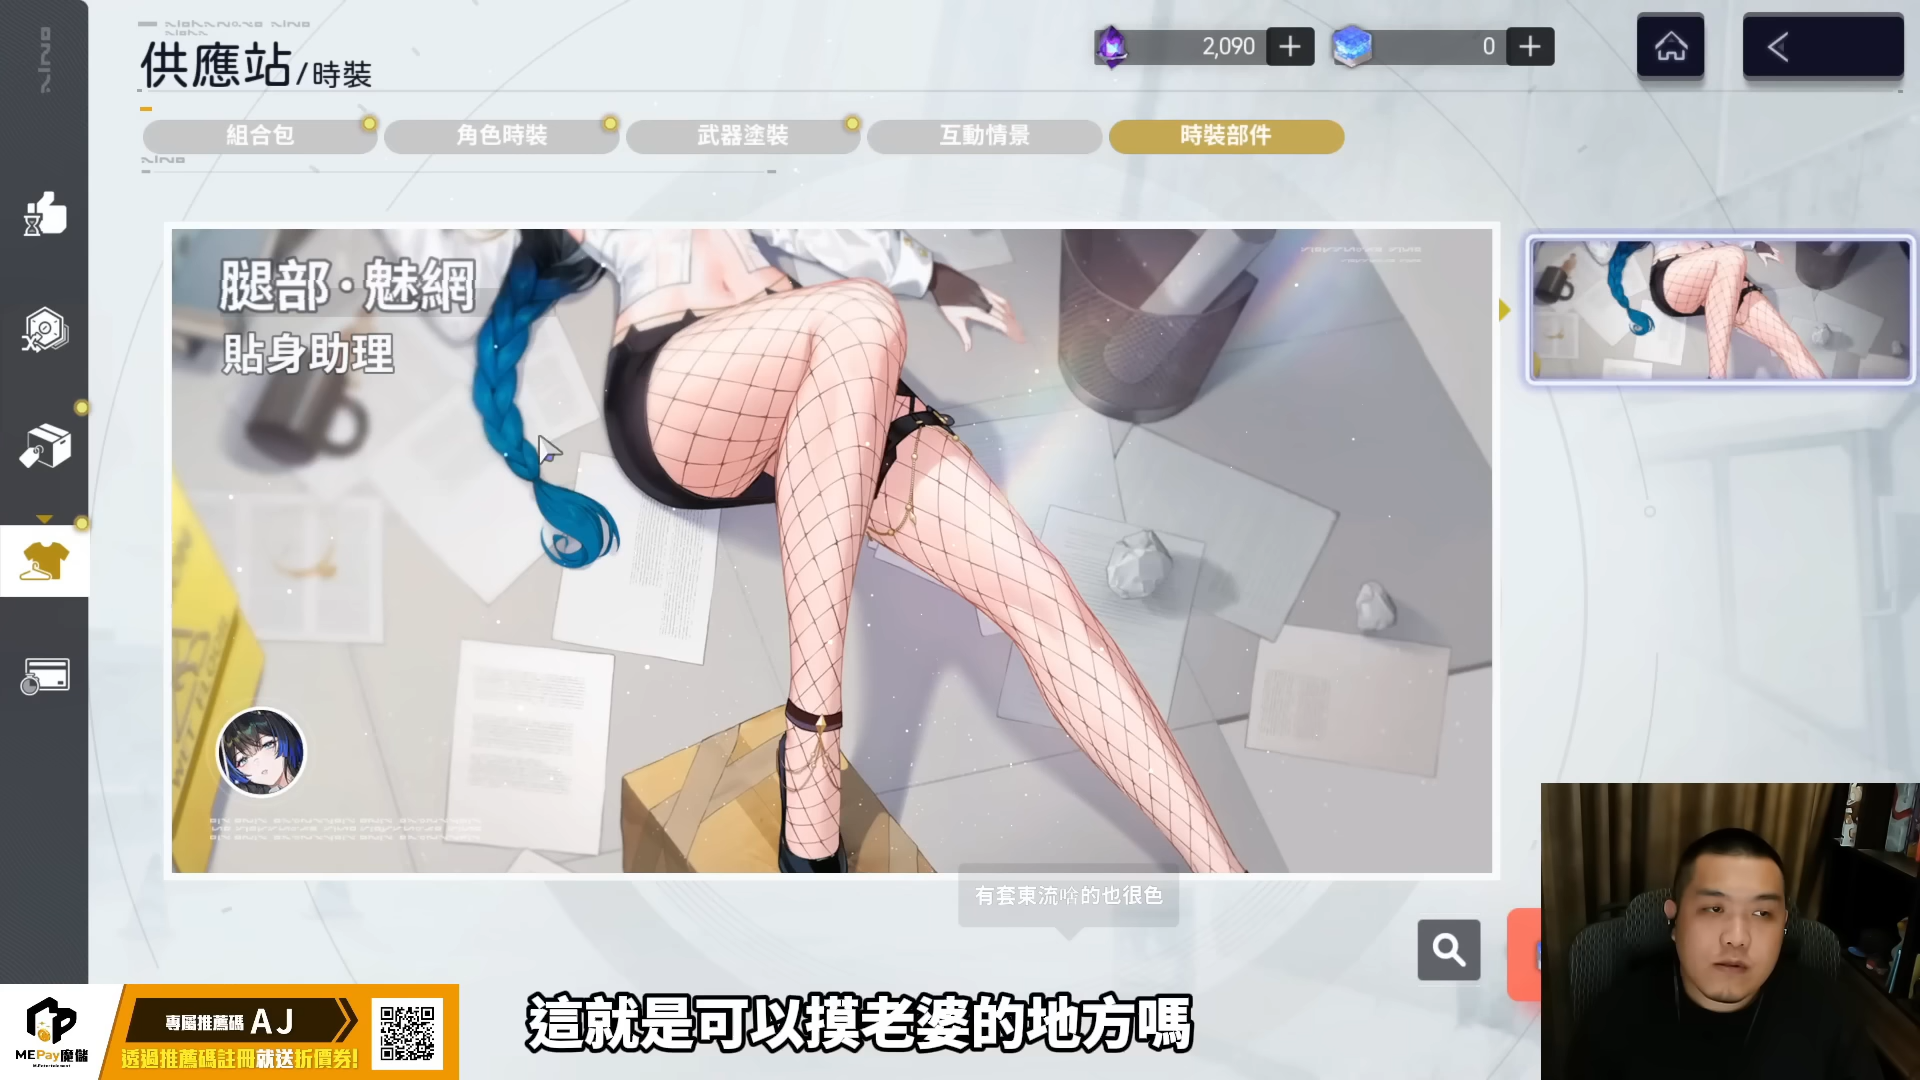 供應站/時裝
2,090
0
組合包
角色時裝
武器塗裝
互動情景
時裝部件
腿部·魅網
貼身助理
有套東流啥的也很色
這就是可以摸老婆的地方嗎
專屬推薦碼 AJ
透過推薦碼註冊就送折價券!
MEPay魔儲